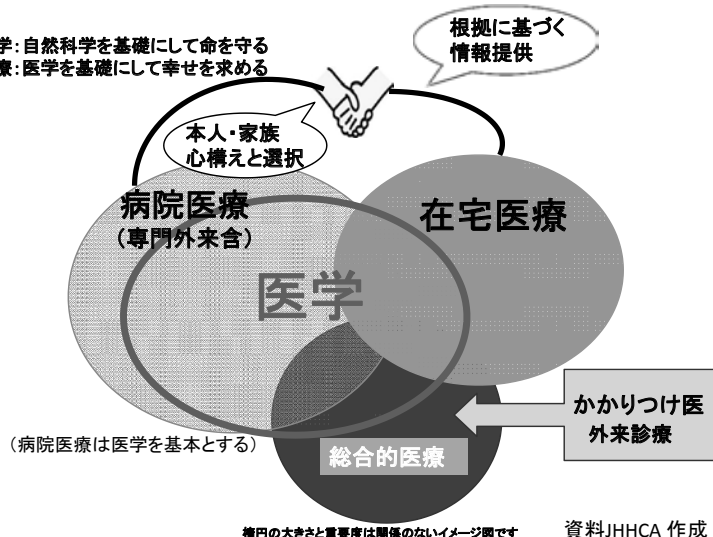 学：自然科学を基礎にして命を守る
療：医学を基礎にして幸せを求める
根拠に基づく
情報提供
本人・家族
心構えと選択
病院医療
（専門外来含）
在宅医療
医学
かかりつけ医
外来診療
（病院医療は医学を基本とする）
総合的医療
楕円の大きさと重要度は関係のないイメージ図です
資料JHHCA 作成